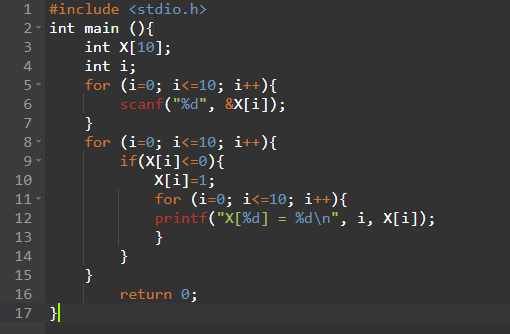 1 #include <stdio.h>
2 int main (){
3     int X[10];
4     int i;
5     for (i=0; i<=10; i++){
6         scanf("%d", &X[i]);
7     }
8     for (i=0; i<=10; i++){
9         if(X[i]<=0){
10             X[i]=1;
11             for (i=0; i<=10; i++){
12             printf("X[%d] = %d\n", i, X[i]);
13             }
14         }
15     }
16         return 0;
17 }